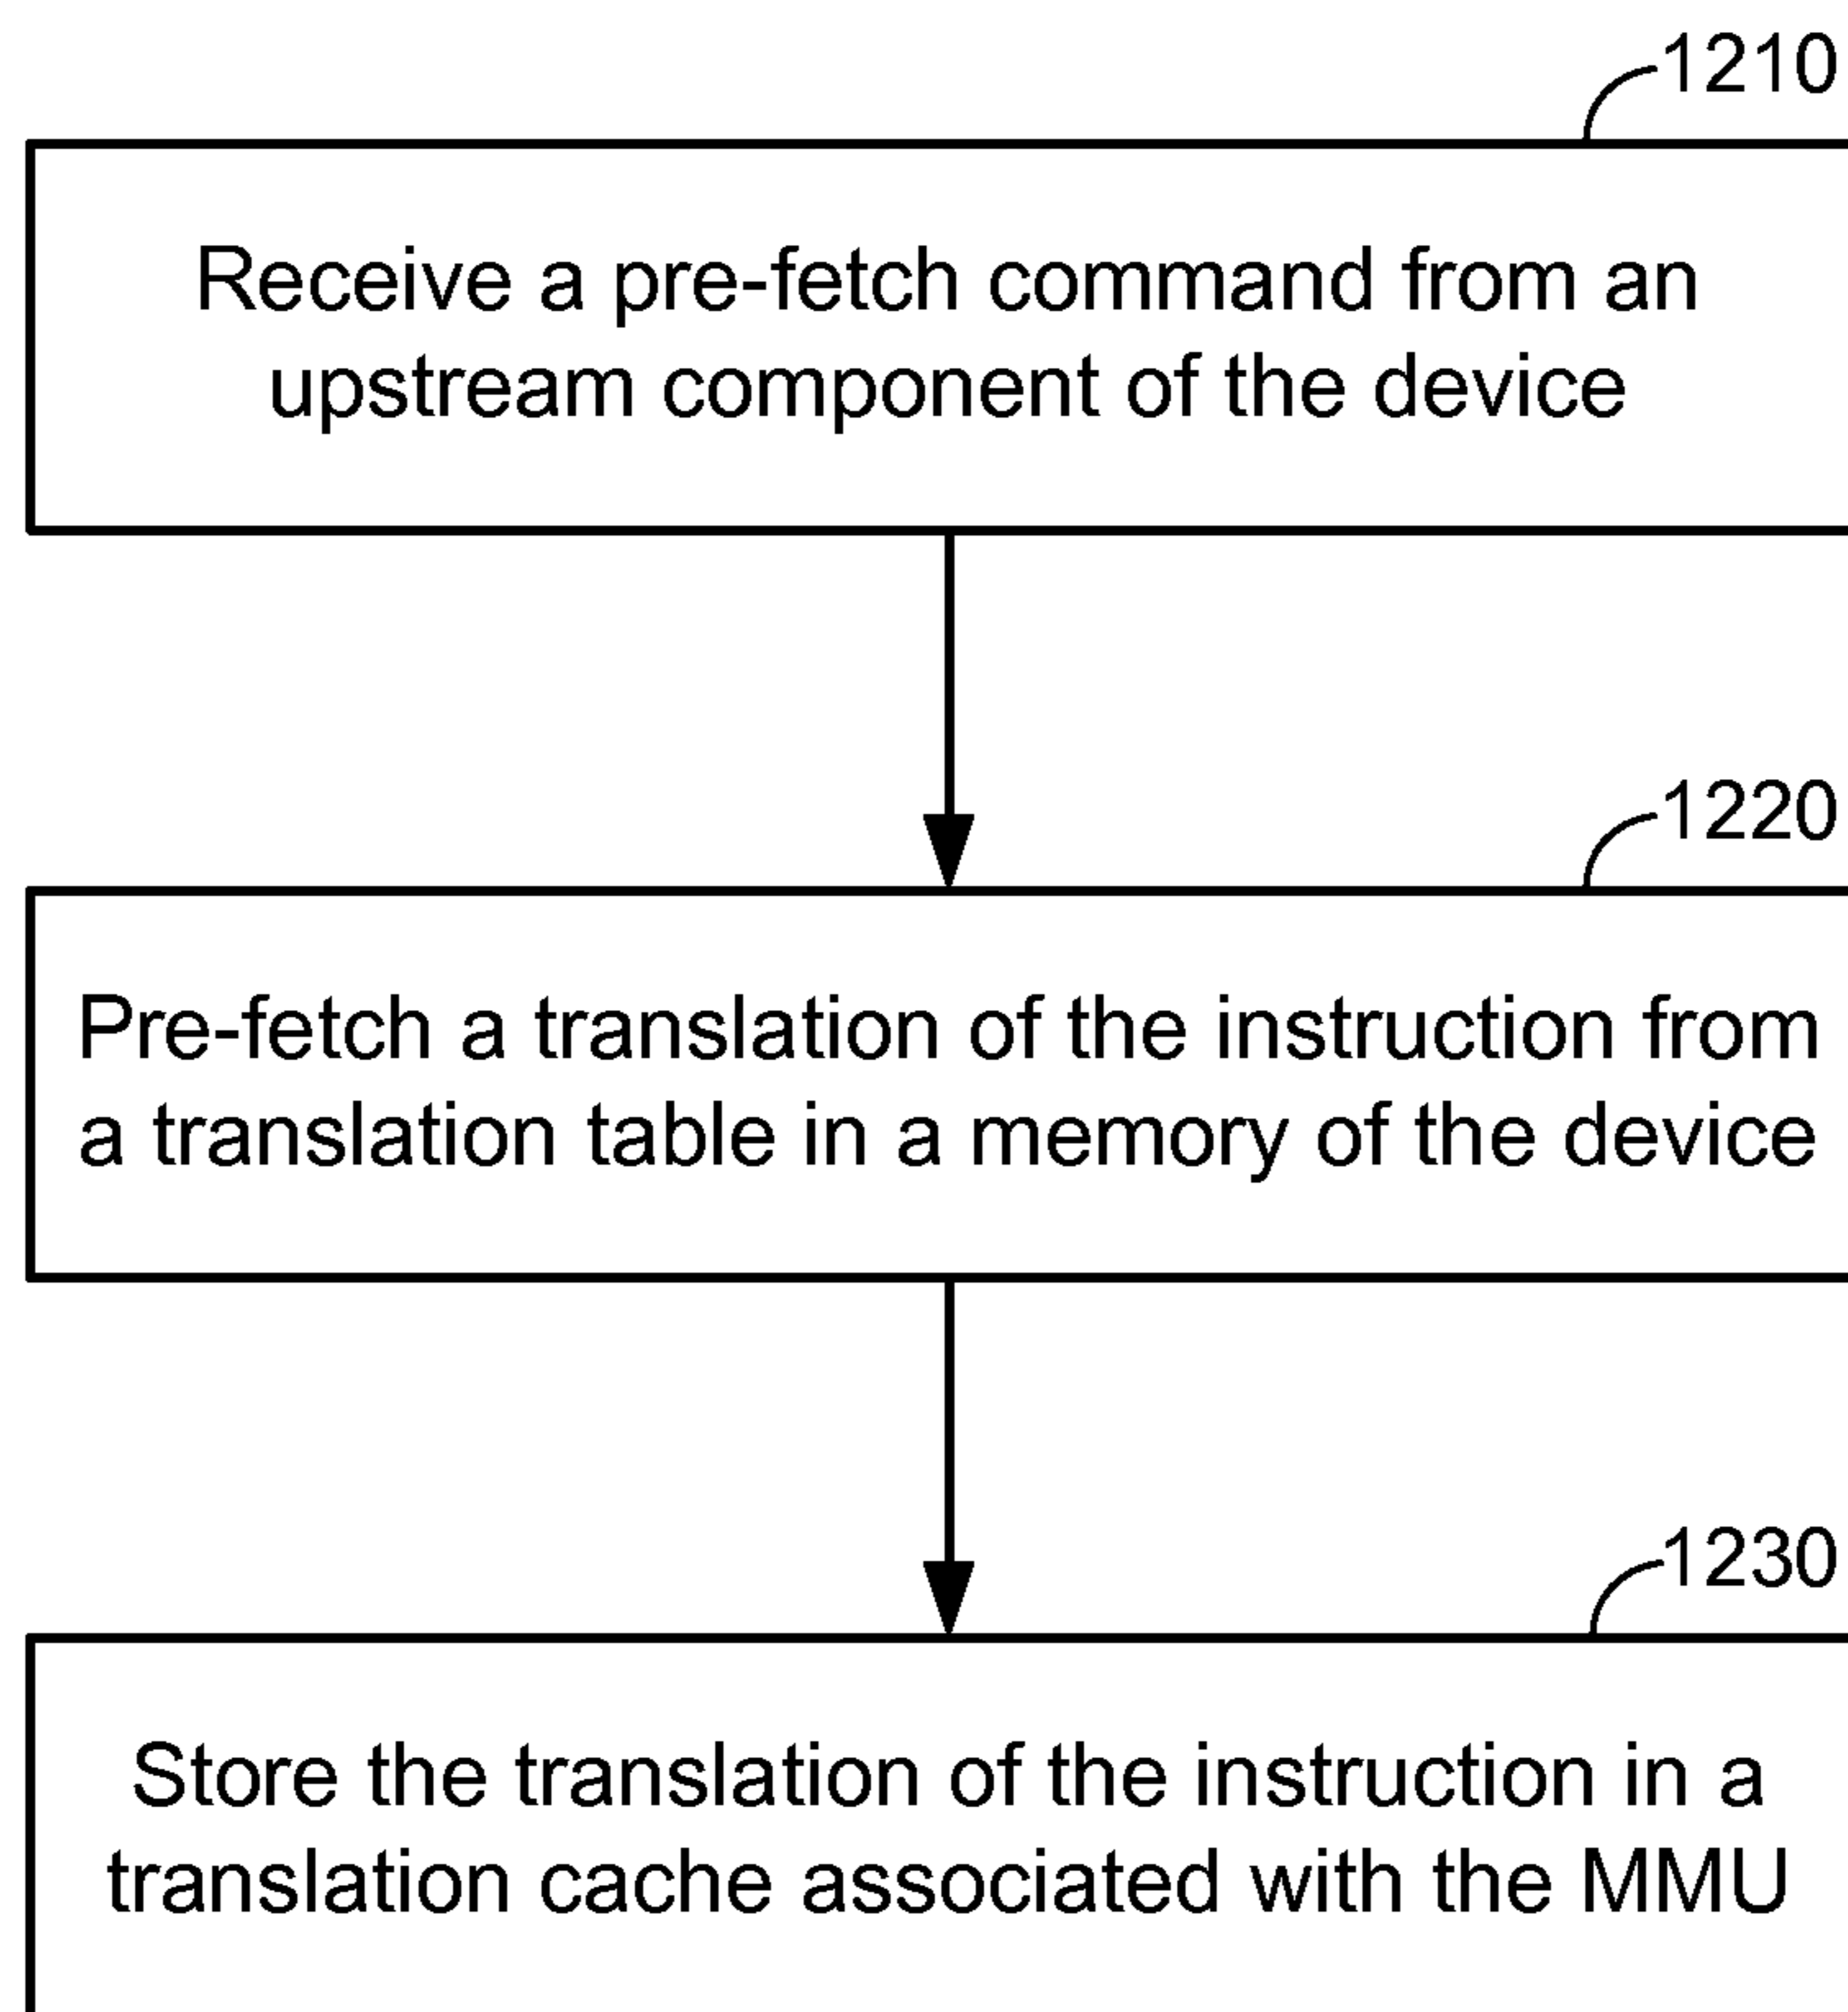 1210
Receive a pre-fetch command from an
upstream component of the device
1220
Pre-fetch a translation of the instruction from
a translation table in a memory of the device
1230
Store the translation of the instruction in a
translation cache associated with the MMU